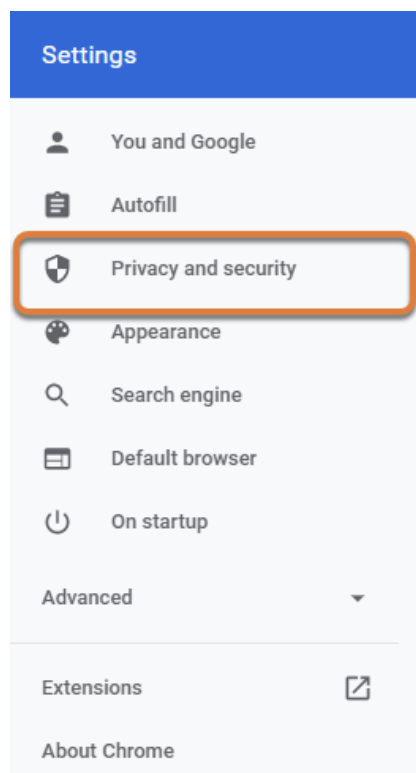 Settings
You and Google
Autofill
Privacy and security
Appearance
Search engine
Default browser
On startup
Advanced
Extensions
About Chrome